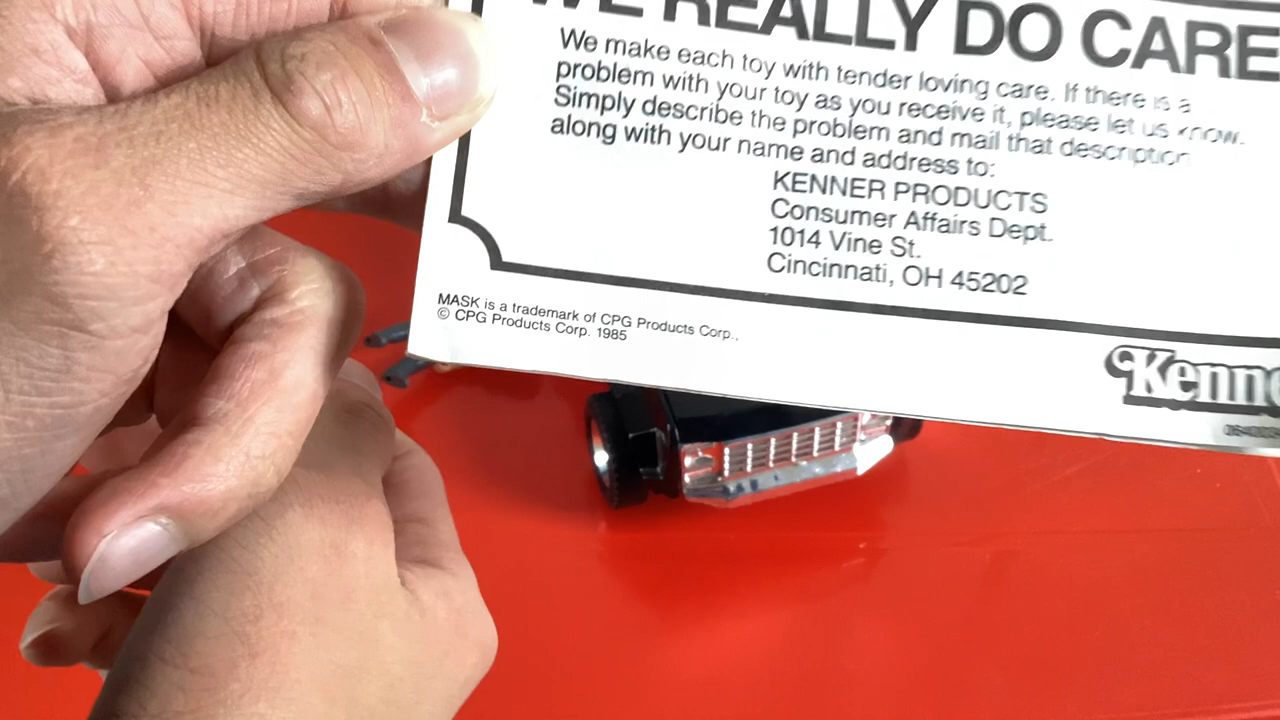 WE REALLY DO CARE
We make each toy with tender loving care. If there is a
problem with your toy as you receive it, please let us know.
Simply describe the problem and mail that description
along with your name and address to:
KENNER PRODUCTS
Consumer Affairs Dept.
1014 Vine St.
Cincinnati, OH 45202
MASK is a trademark of CPG Products Corp.,
© CPG Products Corp. 1985
Kenne